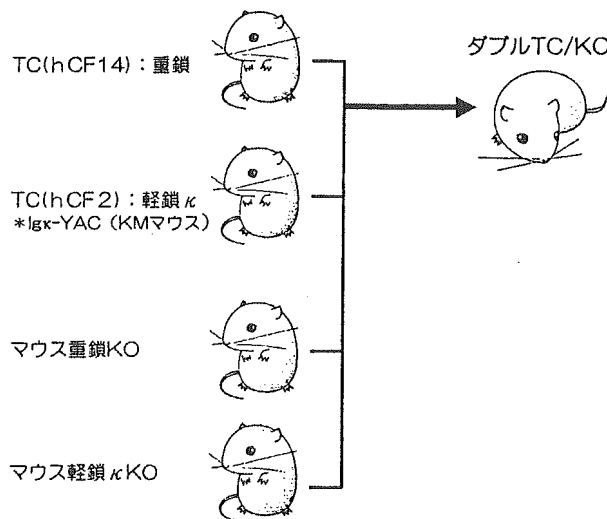 TC(hCF14)：重鎖
ダブルTC/KO
TC(hCF2)：軽鎖κ
*Igκ-YAC（KMマウス）
マウス重鎖KO
マウス軽鎖κKO